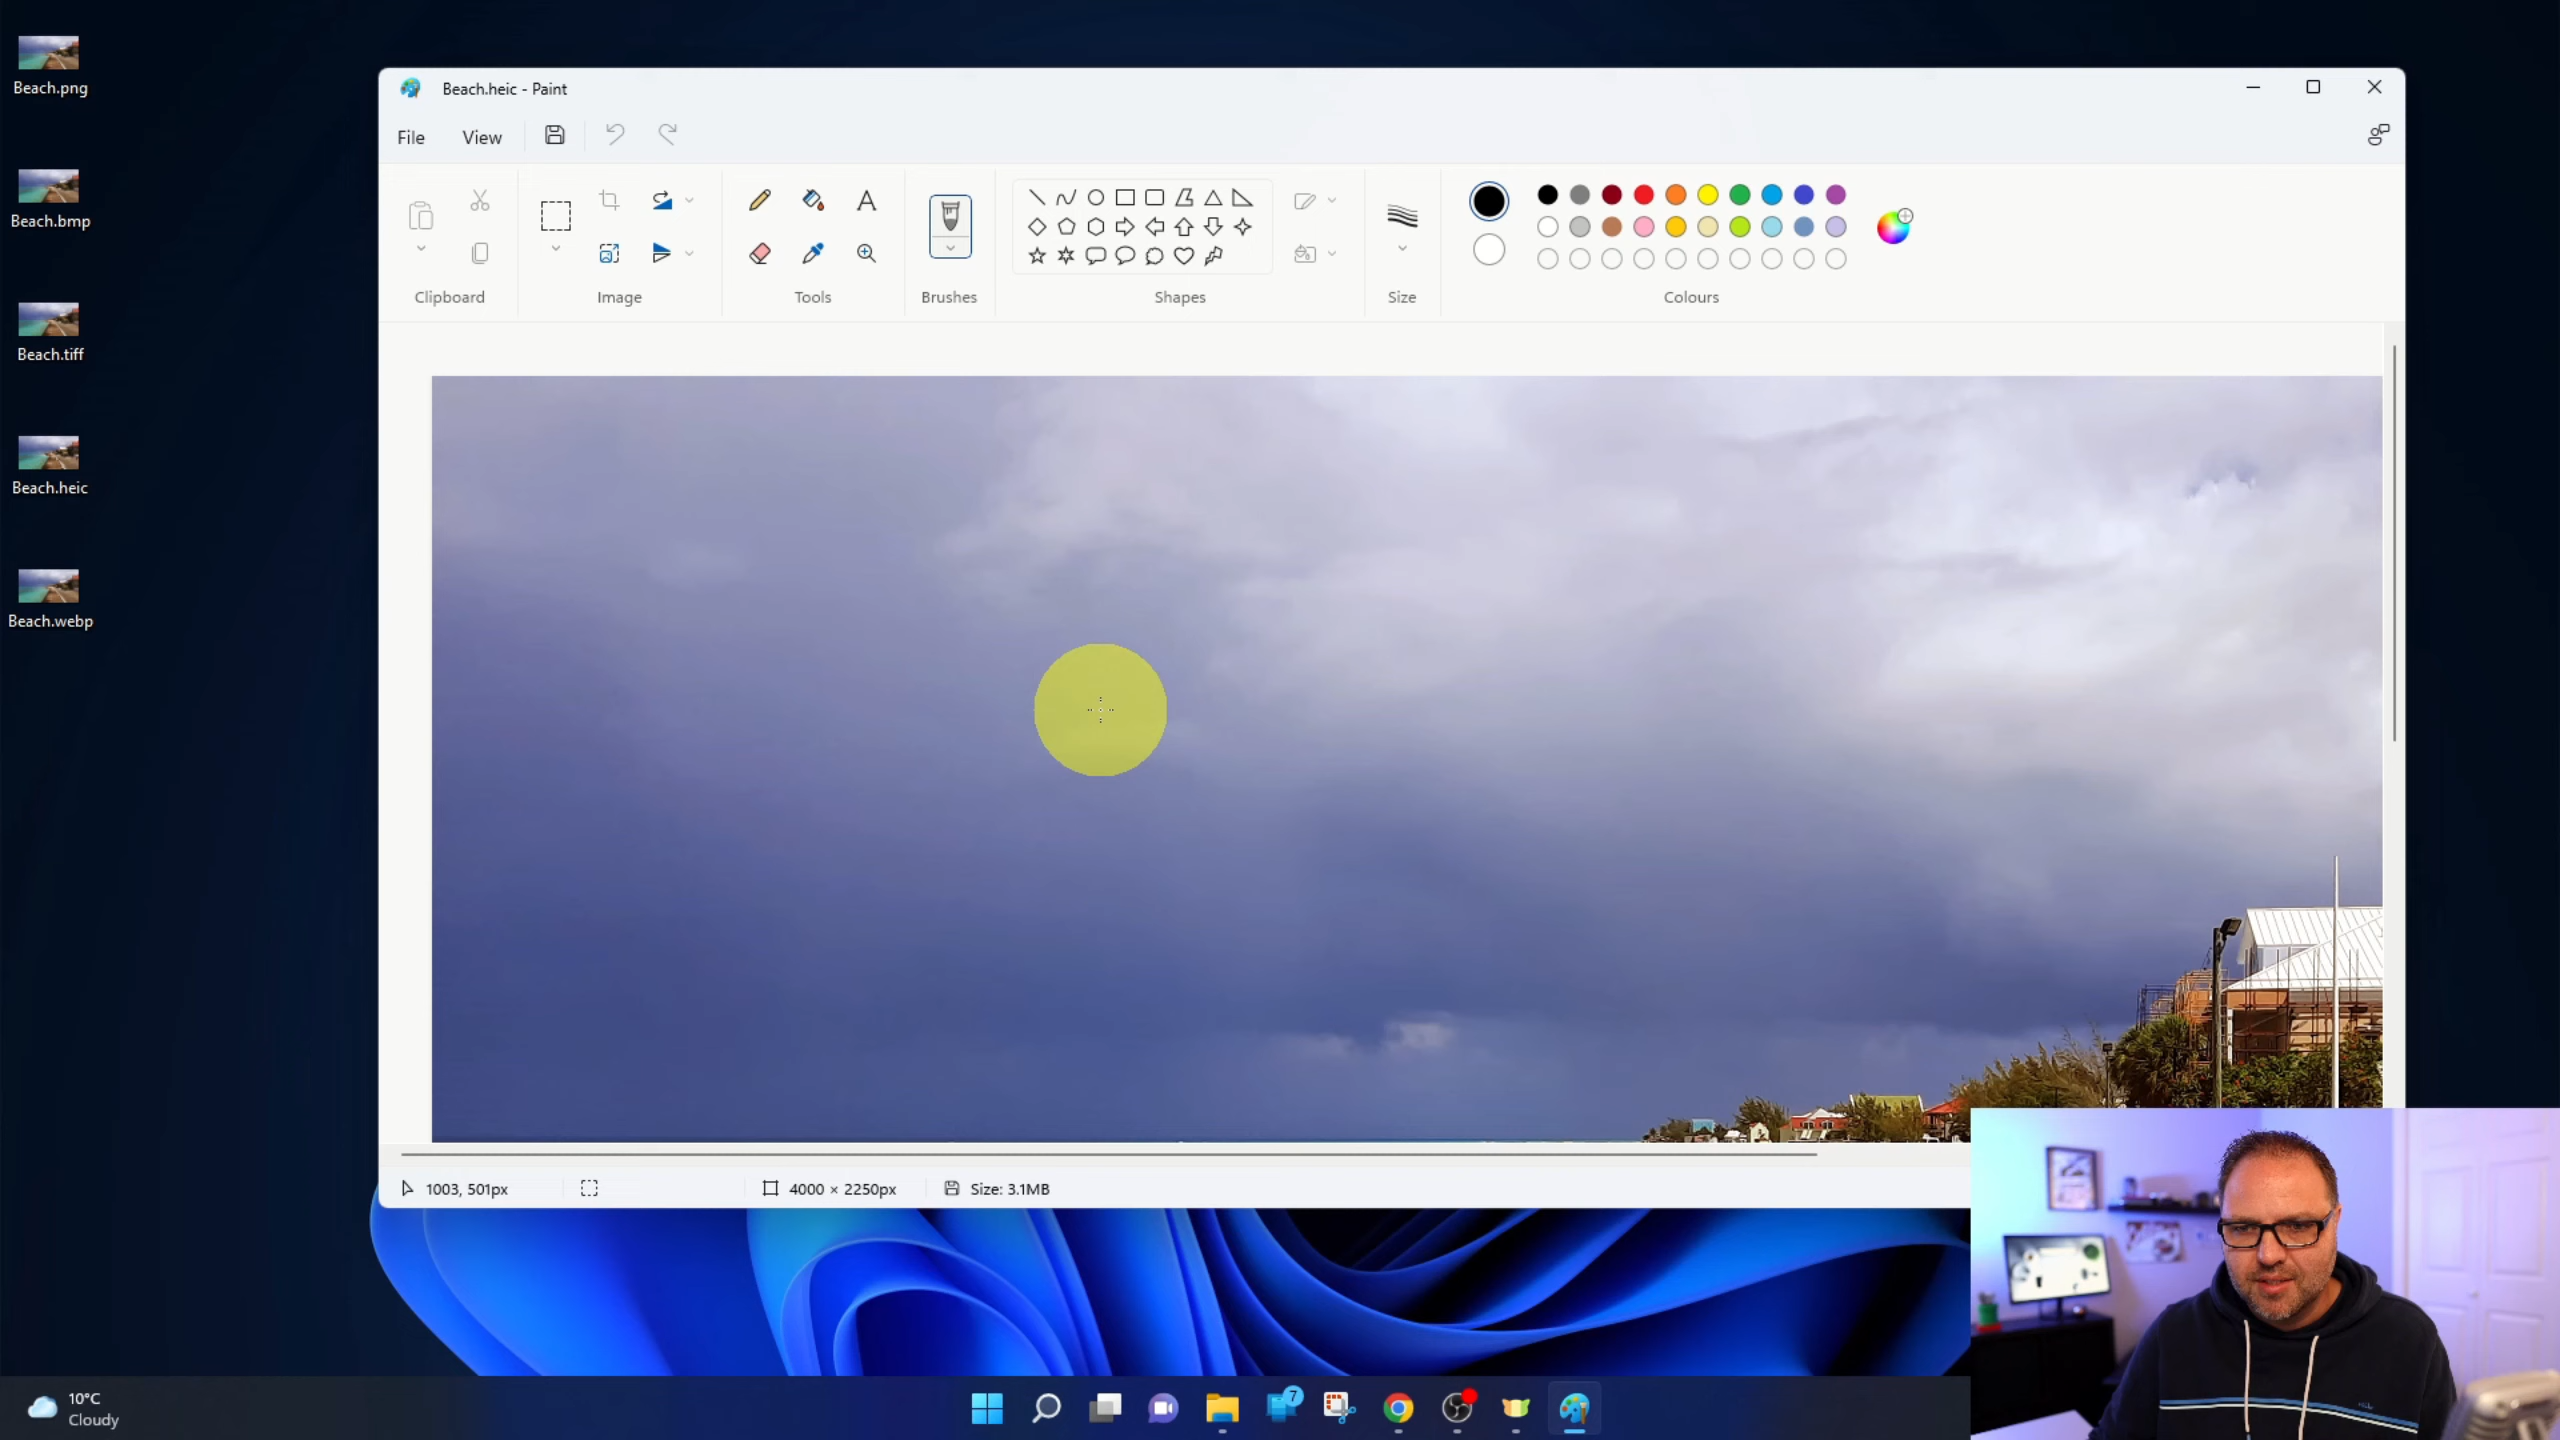 Beach.png
Beach.bmp
Beach.tiff
Beach.heic
Beach.webp
Beach.heic - Paint
File View
A
Clipboard Image Tools Brushes Shapes Size Colours
1003, 501px 4000 × 2250px Size: 3.1MB
10°C
Cloudy
7